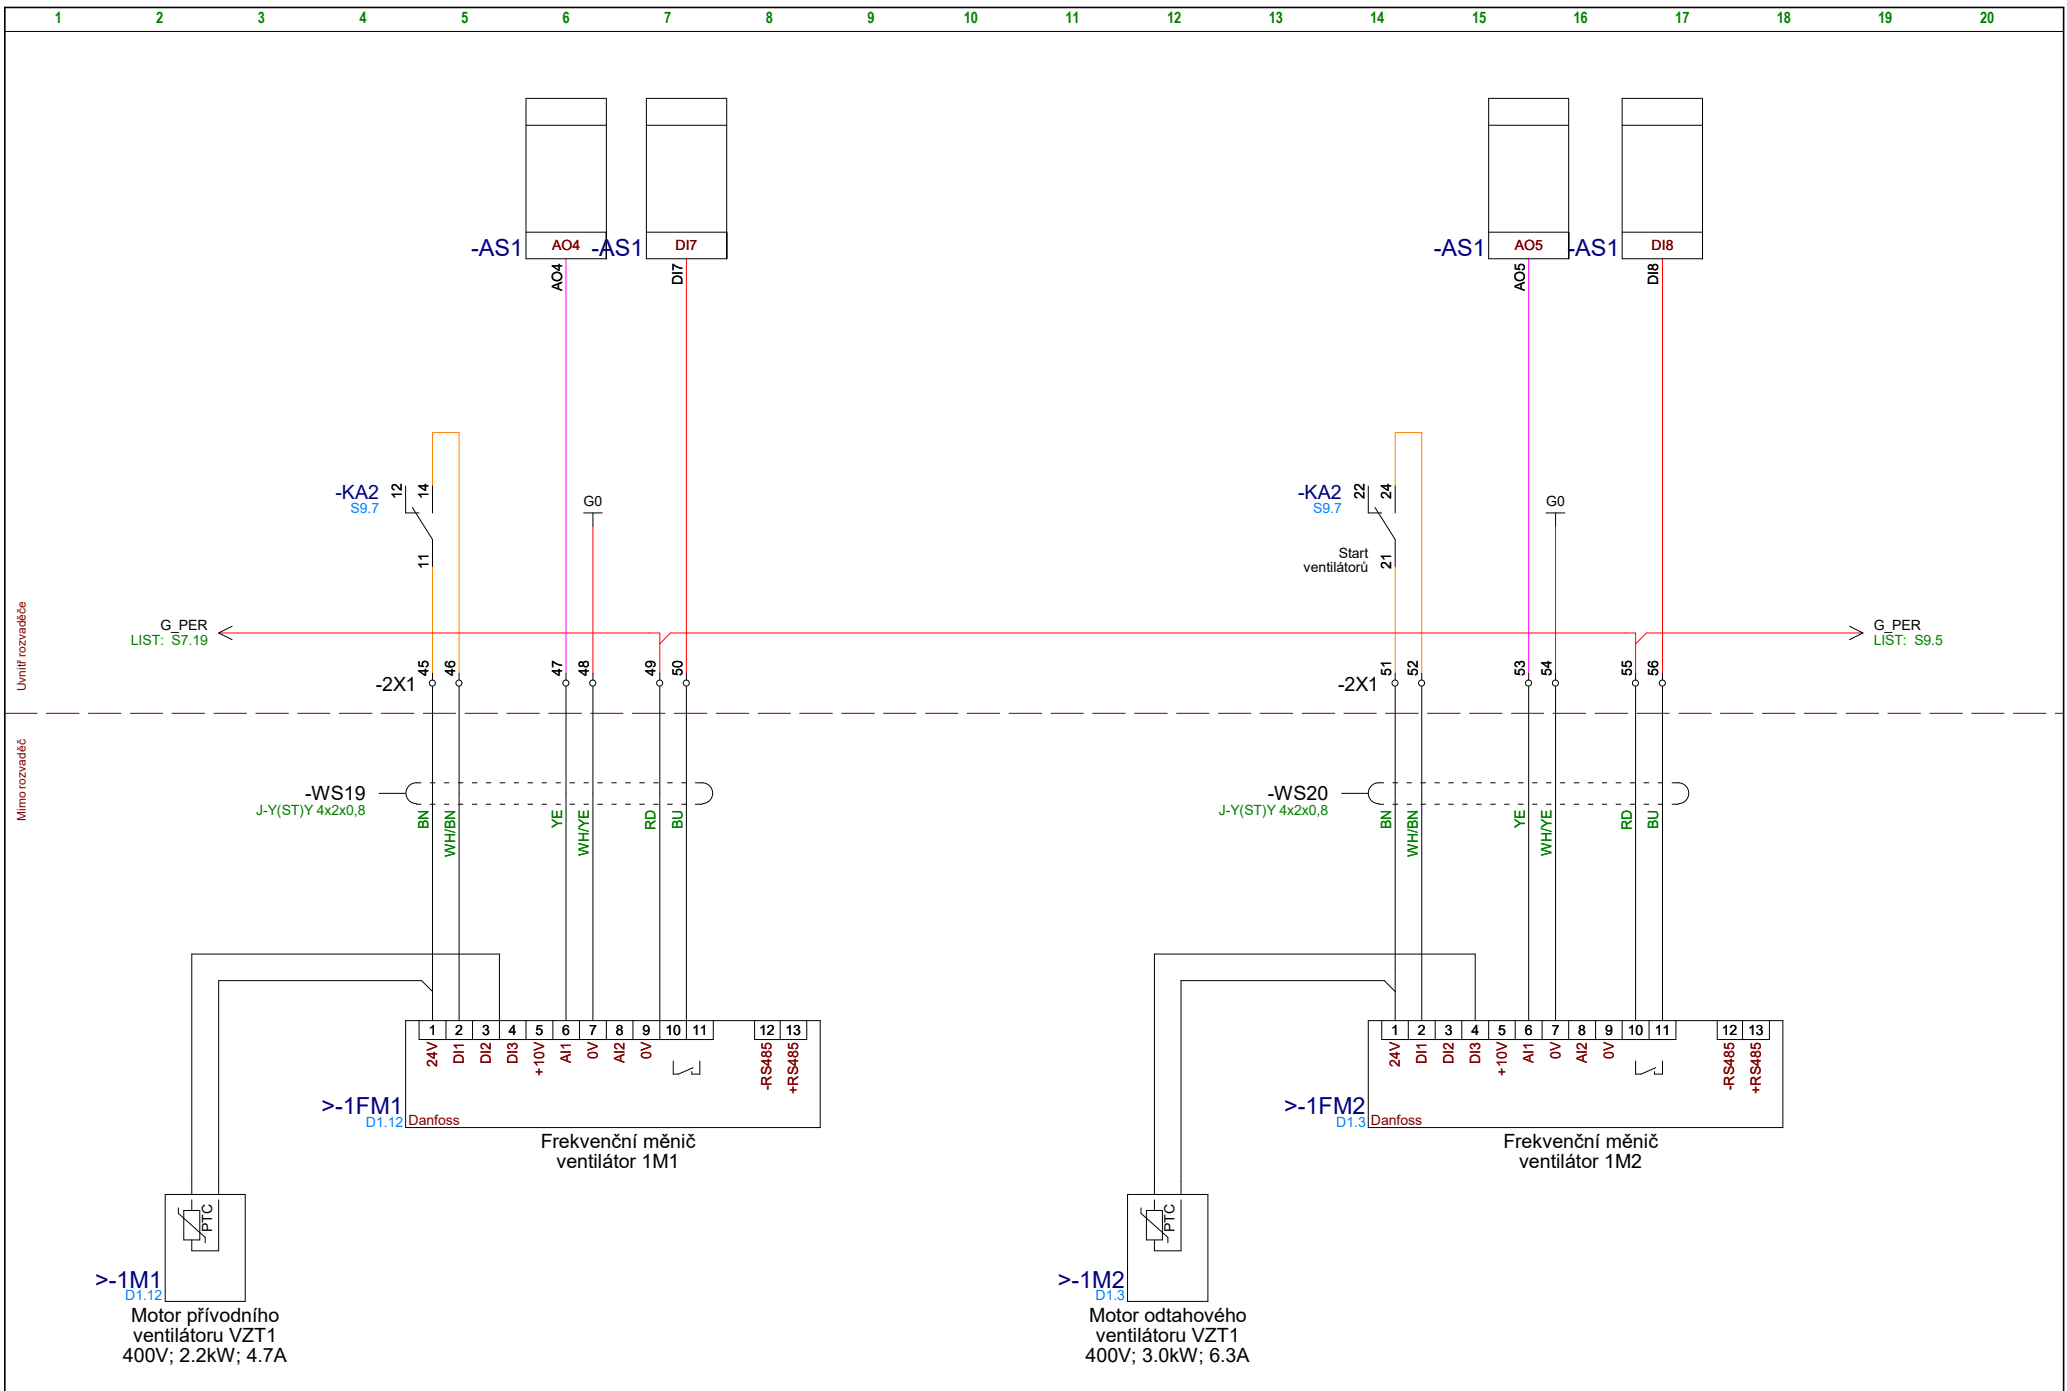 1 2 3 4 5 6 7 8 9 10 11 12 13 14 15 16 17 18 19 20
-AS1 AO4 -AS1 DI7 -AS1 AO5 -AS1 DI8
AO4 DI7 AO5 DI8
-KA2 12 14 G0 -KA2 22 24 G0
S9.7 S9.7
11 Start 21
ventilátorů
Uvnitř rozvaděče
G_PER G_PER
LIST: S7.19 LIST: S9.5
-2X1 45 46 47 48 49 50 -2X1 51 52 53 54 55 56
Mimo rozvaděč
-WS19 -WS20
J-Y(ST)Y 4x2x0,8 J-Y(ST)Y 4x2x0,8
BN WH/BN YE WH/YE RD BU BN WH/BN YE WH/YE RD BU
1 2 3 4 5 6 7 8 9 10 11 12 13 1 2 3 4 5 6 7 8 9 10 11 12 13
24V DI1 DI2 DI3 +10V AI1 0V AI2 0V -RS485 +RS485 24V DI1 DI2 DI3 +10V AI1 0V AI2 0V -RS485 +RS485
>-1FM1 >-1FM2
D1.12 Danfoss D1.3 Danfoss
Frekvenční měnič Frekvenční měnič
ventilátor 1M1 ventilátor 1M2
PTC PTC
>-1M1 >-1M2
D1.12 D1.3
Motor přívodního Motor odtahového
ventilátoru VZT1 ventilátoru VZT1
400V; 2.2kW; 4.7A 400V; 3.0kW; 6.3A